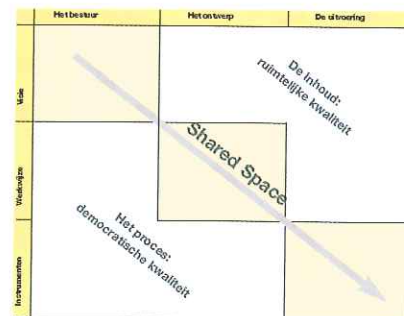 Het bestuur
Het ontwerp
De uitvoering
Visie
De inhoud:
ruimtelijke kwaliteit
Shared Space
Werkwijze
Het proces:
democratische kwaliteit
Instrumenten